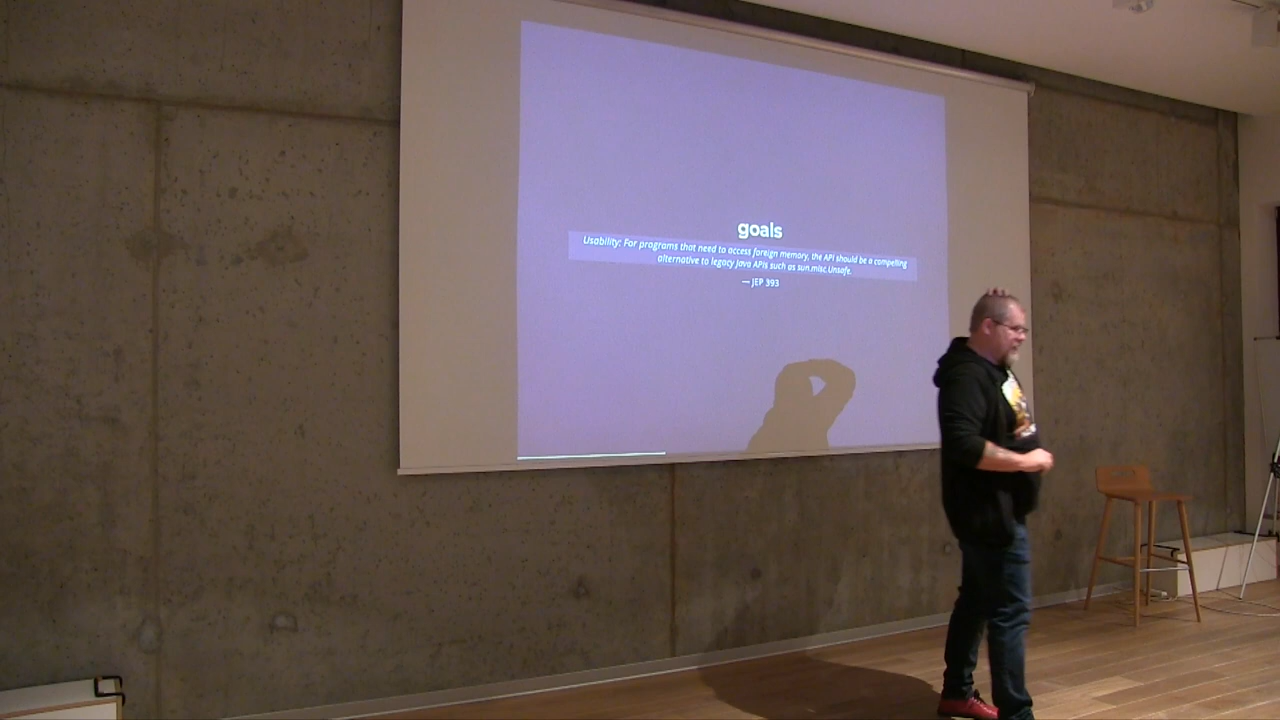 goals
Usability: For programs that need to access foreign memory, the API should be a compelling
alternative to legacy Java APIs such as sun.misc.Unsafe.
— JEP 393